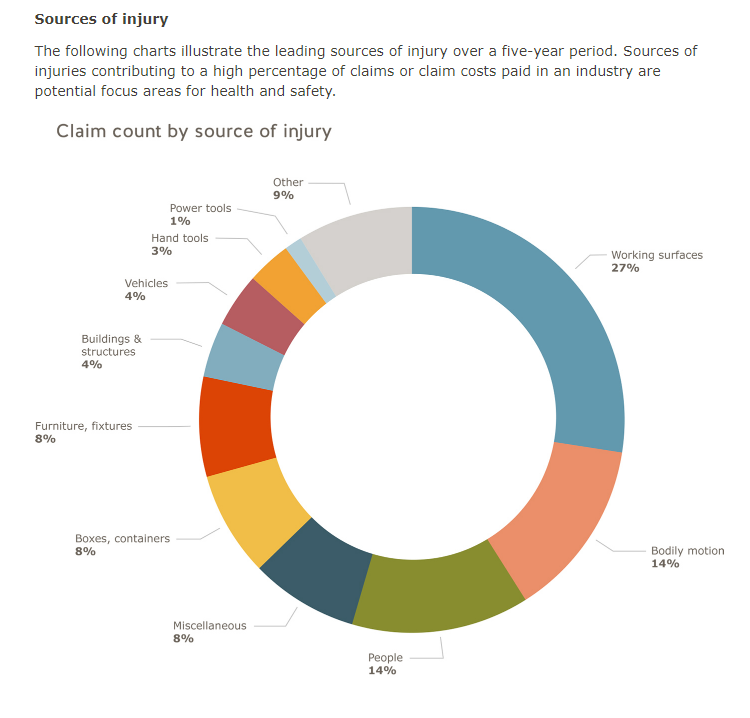 Sources of injury
The following charts illustrate the leading sources of injury over a five-year period. Sources of
injuries contributing to a high percentage of claims or claim costs paid in an industry are
potential focus areas for health and safety.
Claim count by source of injury
Other
9%
Power tools
1%
Hand tools
3%
Working surfaces
27%
Vehicles
4%
Buildings &
structures
4%
Furniture, fixtures
8%
Boxes, containers
8%
Bodily motion
14%
Miscellaneous
8%
People
14%